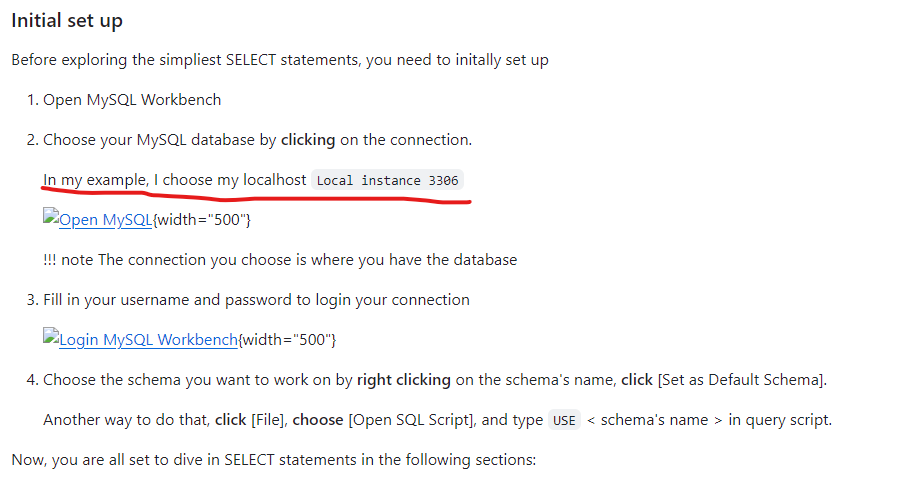 Initial set up
Before exploring the simpliest SELECT statements, you need to initally set up
1. Open MySQL Workbench
2. Choose your MySQL database by clicking on the connection.
In my example, I choose my localhost Local instance 3306
Open MySQL{width="500"}
!!! note The connection you choose is where you have the database
3. Fill in your username and password to login your connection
Login MySQL Workbench{width="500"}
4. Choose the schema you want to work on by right clicking on the schema's name, click [Set as Default Schema].
Another way to do that, click [File], choose [Open SQL Script], and type USE < schema's name > in query script.
Now, you are all set to dive in SELECT statements in the following sections: